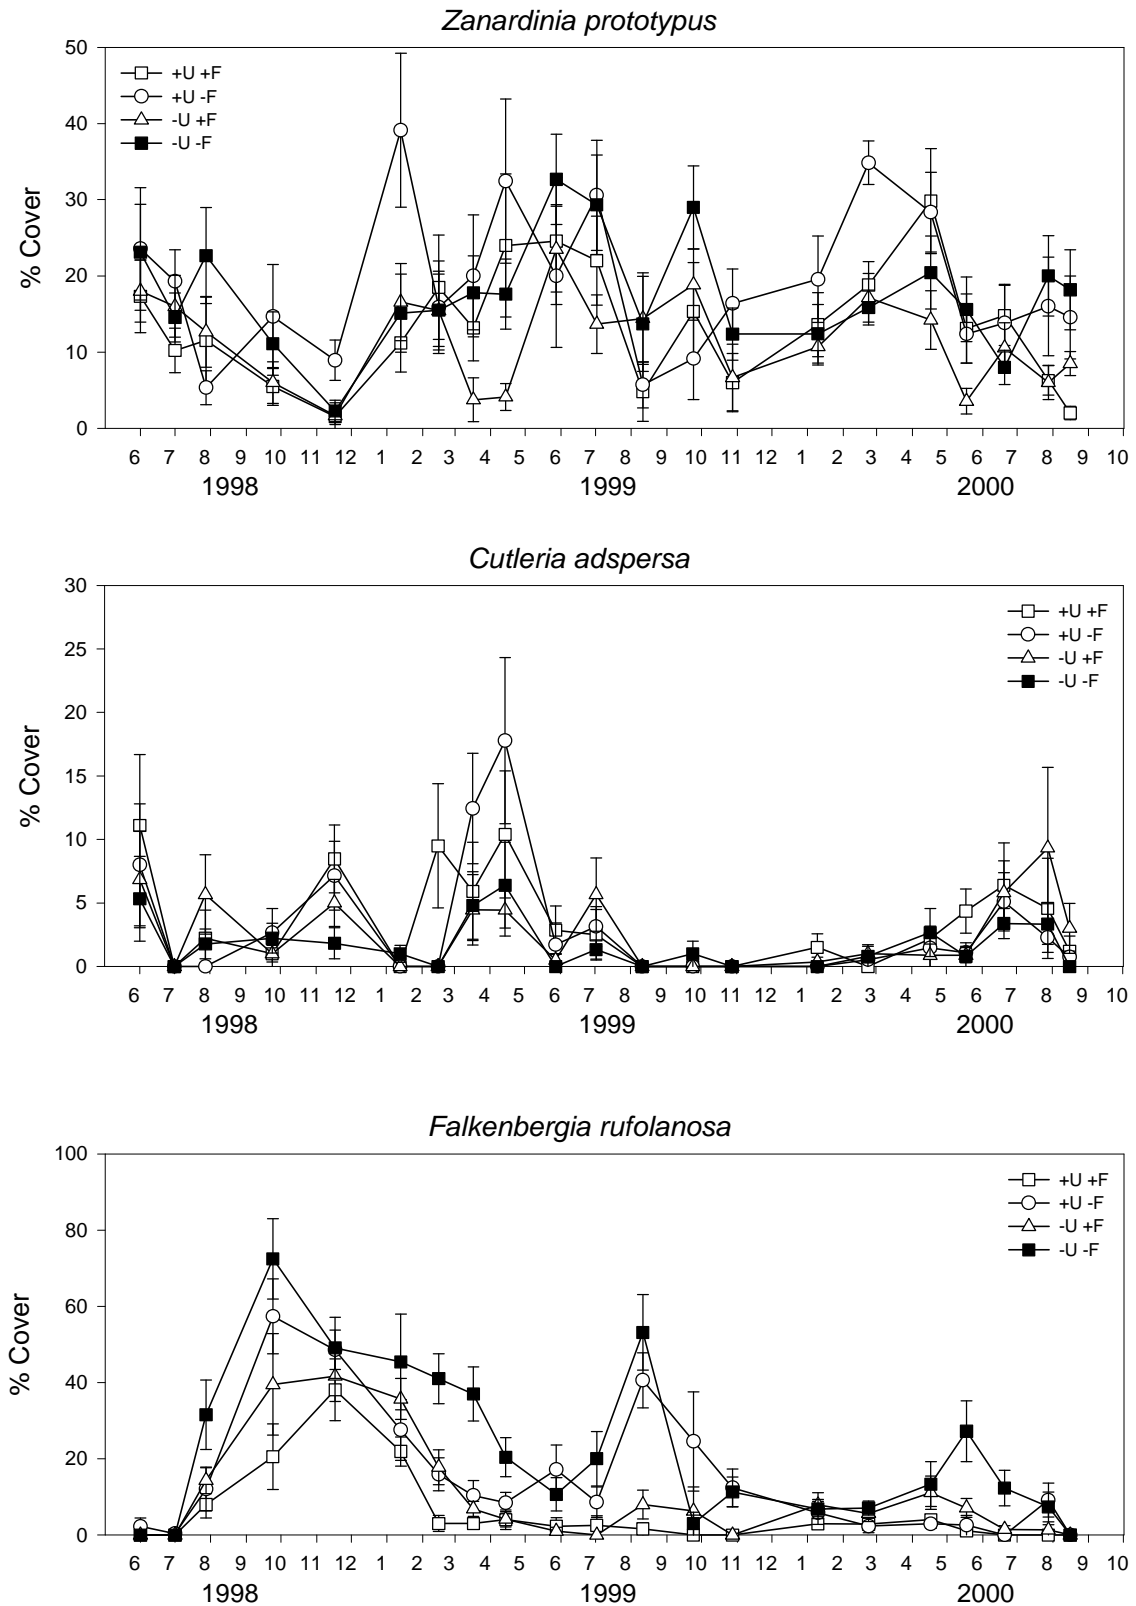 Zanardinia prototypus
50
40
30
20
10
0
% Cover
+U +F
+U -F
-U +F
-U -F
6 7 8 9 10 11 12 1 2 3 4 5 6 7 8 9 10 11 12 1 3 4 5 6 7 8 9 10
1998 1999 2000
Cutleria adspersa
30
25
20
15
10
5
0
% Cover
+U +F
+U -F
-U +F
-U -F
6 7 8 9 10 11 12 1 2 3 4 5 6 7 8 9 10 11 12 1 3 4 5 6 7 8 9 10
1998 1999 2000
Falkenbergia rufolanosa
100
80
60
40
20
0
% Cover
+U +F
+U -F
-U +F
-U -F
6 7 8 9 10 11 12 1 2 3 4 5 6 7 8 9 10 11 12 1 3 4 5 6 7 8 9 10
1998 1999 2000